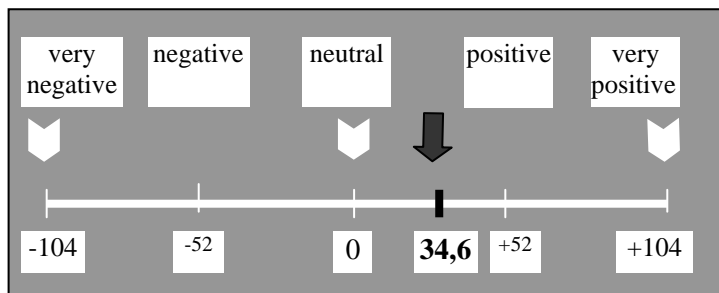 very negative neutral positive very
negative positive
-104 -52 0 34,6 +52 +104